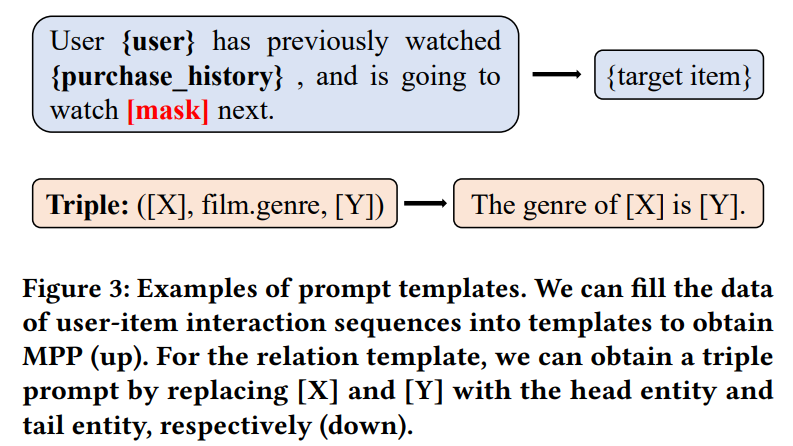 User {user} has previously watched
{purchase_history} , and is going to
watch [mask] next.
{target item}
Triple: ([X], film.genre, [Y])
The genre of [X] is [Y].
Figure 3: Examples of prompt templates. We can fill the data
of user-item interaction sequences into templates to obtain
MPP (up). For the relation template, we can obtain a triple
prompt by replacing [X] and [Y] with the head entity and
tail entity, respectively (down).